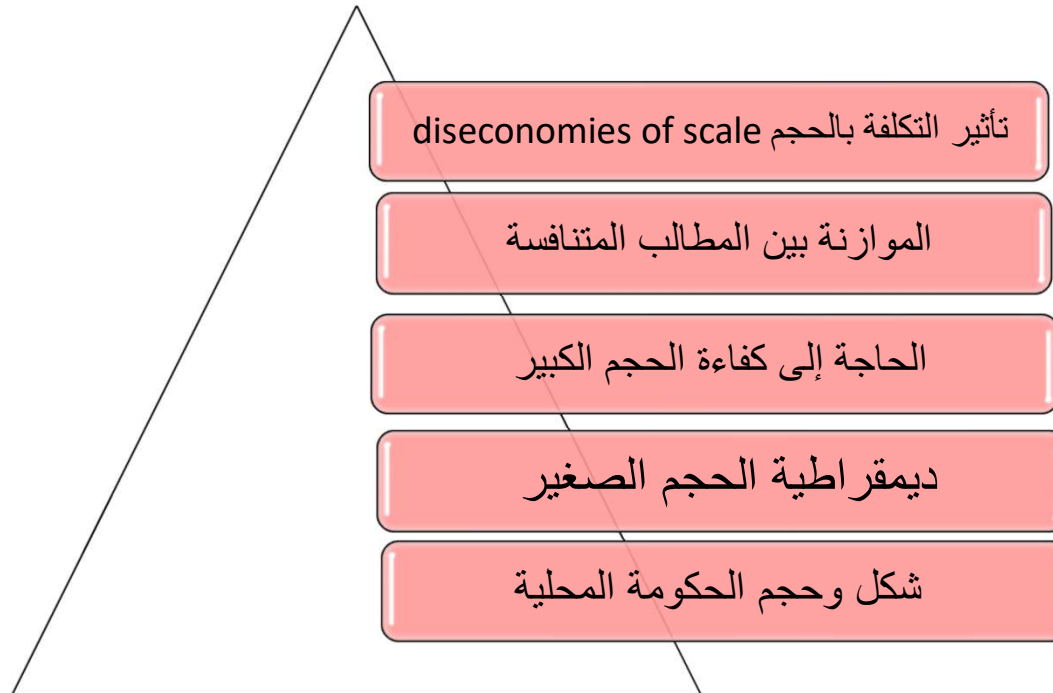 تأثير التكلفة بالحجم diseconomies of scale
الموازنة بين المطالب المتنافسة
الحاجة إلى كفاءة الحجم الكبير
ديمقراطية الحجم الصغير
شكل وحجم الحكومة المحلية